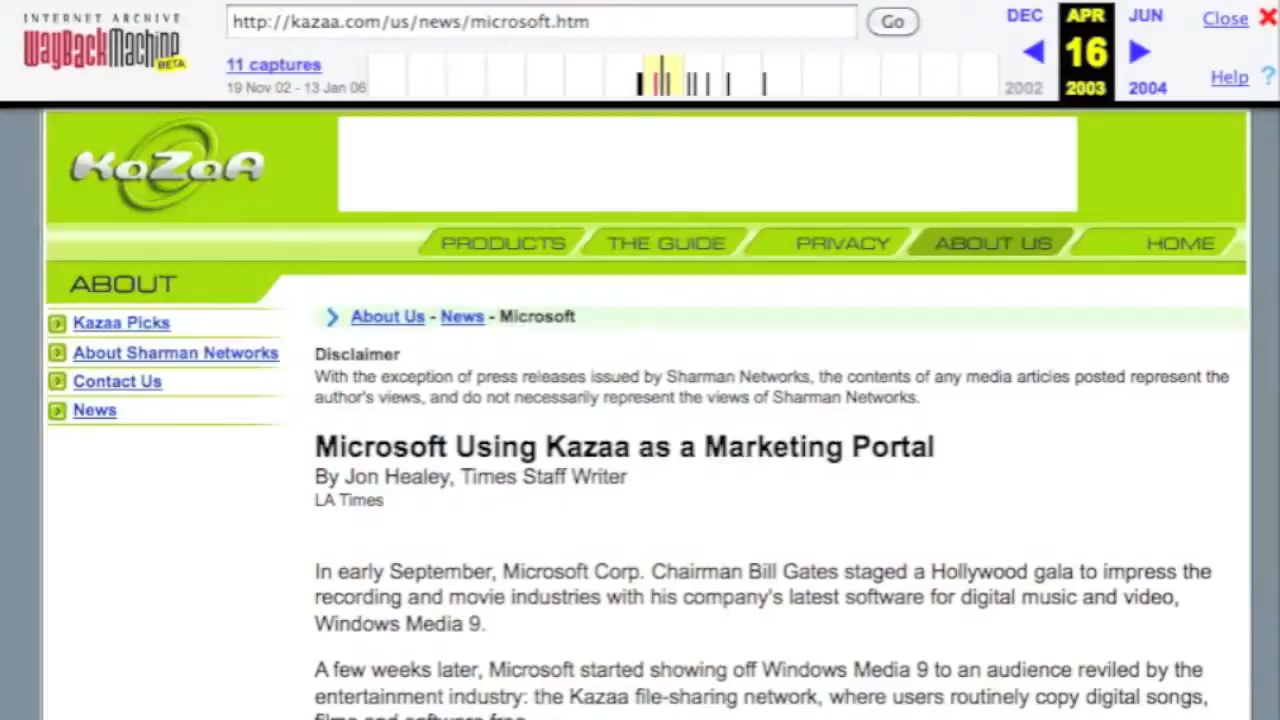 INTERNET ARCHIVE
WayBackMachine
BETA
http://kazaa.com/us/news/microsoft.htm
Go
11 captures
19 Nov 02 - 13 Jan 06
DEC APR JUN
16
2002 2003 2004
Close
Help ?
KaZaA
PRODUCTS THE GUIDE PRIVACY ABOUT US HOME
ABOUT
Kazaa Picks
About Sharman Networks
Contact Us
News
About Us - News - Microsoft
Disclaimer
With the exception of press releases issued by Sharman Networks, the contents of any media articles posted represent the
author's views, and do not necessarily represent the views of Sharman Networks.
Microsoft Using Kazaa as a Marketing Portal
By Jon Healey, Times Staff Writer
LA Times
In early September, Microsoft Corp. Chairman Bill Gates staged a Hollywood gala to impress the
recording and movie industries with his company's latest software for digital music and video,
Windows Media 9.
A few weeks later, Microsoft started showing off Windows Media 9 to an audience reviled by the
entertainment industry: the Kazaa file-sharing network, where users routinely copy digital songs,
films and software free.